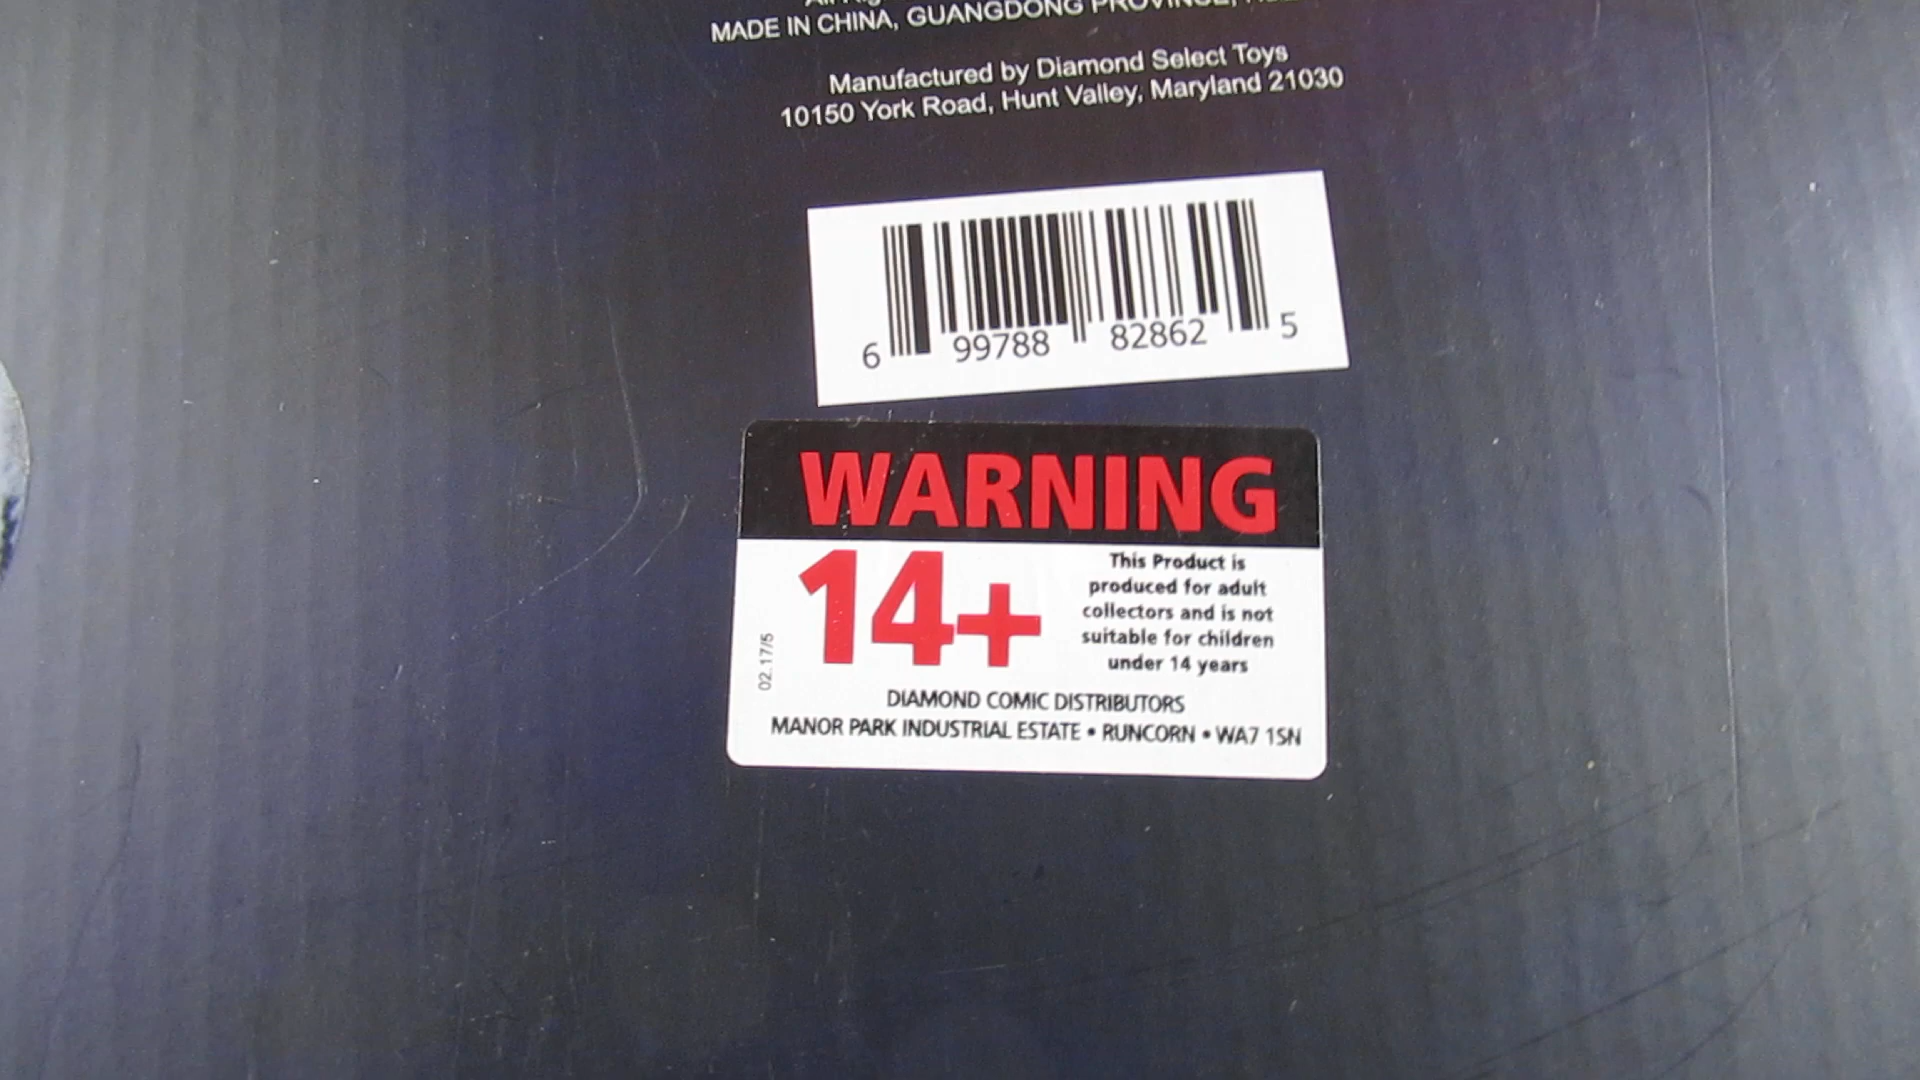 MADE IN CHINA, GUANGDONG PROVINCE,
Manufactured by Diamond Select Toys
10150 York Road, Hunt Valley, Maryland 21030
6 99788 82862 5
WARNING
14+
This Product is
produced for adult
collectors and is not
suitable for children
under 14 years
02.17/5
DIAMOND COMIC DISTRIBUTORS
MANOR PARK INDUSTRIAL ESTATE • RUNCORN • WA7 1SN